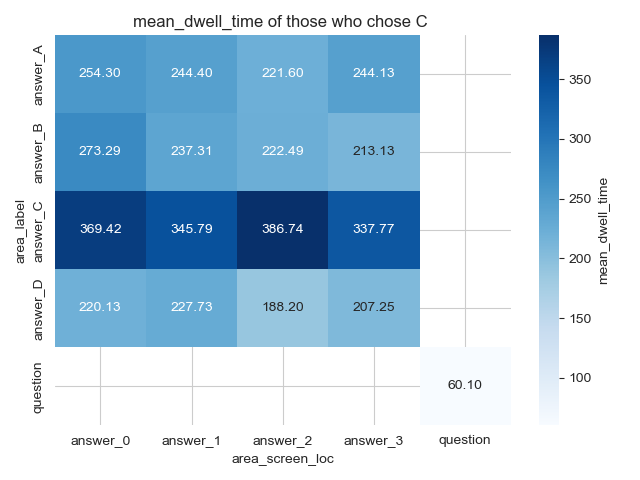 mean_dwell_time of those who chose C
answer_A 254.30 244.40 221.60 244.13
answer_B 273.29 237.31 222.49 213.13
answer_C 369.42 345.79 386.74 337.77
answer_D 220.13 227.73 188.20 207.25
question 60.10
answer_0 answer_1 answer_2 answer_3 question
area_screen_loc
area_label
350
300
250
200
150
100
mean_dwell_time